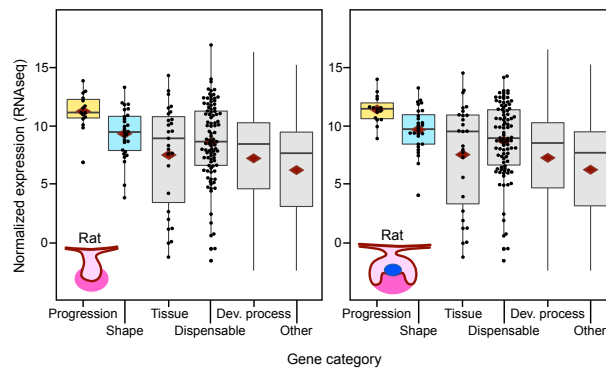 Normalized expression (RNAseq)
15
10
5
0
Rat
Progression
Shape
Tissue
Dispensable
Dev. process
Other
15
10
5
0
Rat
Progression
Shape
Tissue
Dispensable
Dev. process
Other
Gene category